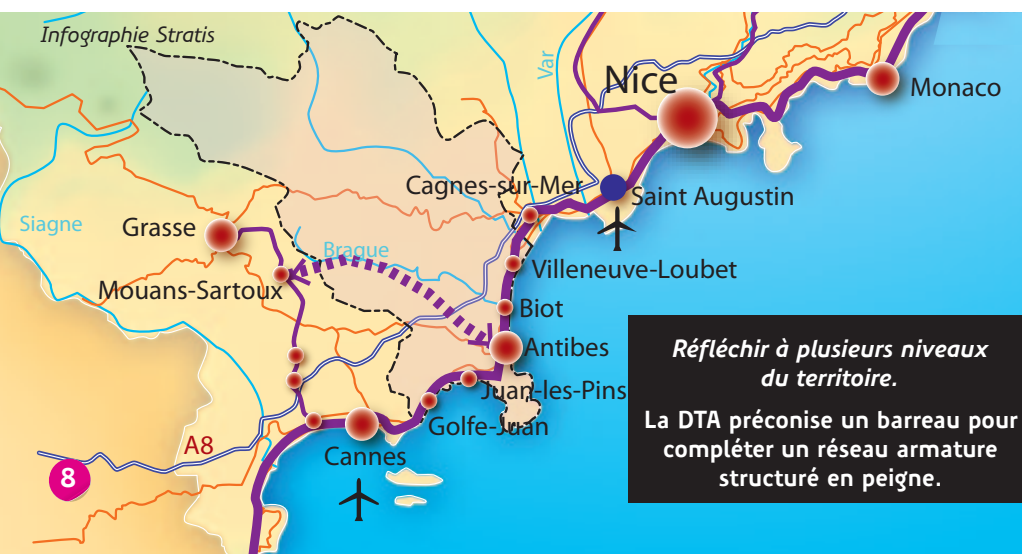 Infographie Stratis
Var
Nice
Monaco
Cagnes-sur-Mer
Saint Augustin
Siagne
Grasse
Brague
Villeneuve-Loubet
Mouans-Sartoux
Biot
Antibes
Juan-les-Pins
Golfe-Juan
A8
Cannes
8
Réfléchir à plusieurs niveaux
du territoire.
La DTA préconise un barreau pour
compléter un réseau armature
structuré en peigne.